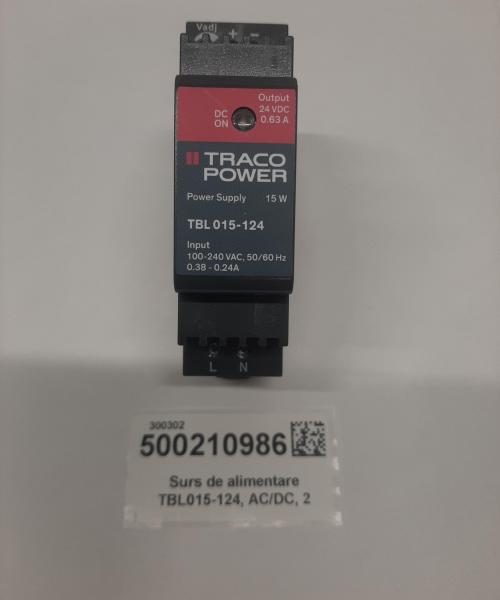 Vadj + -
Output
24 VDC
DC ON
0.63 A
TRACO
POWER
Power Supply 15 W
TBL 015-124
Input
100-240 VAC, 50/60 Hz
0.38 - 0.24A
L N
300302
500210986
Surs de alimentare
TBL015-124, AC/DC, 2